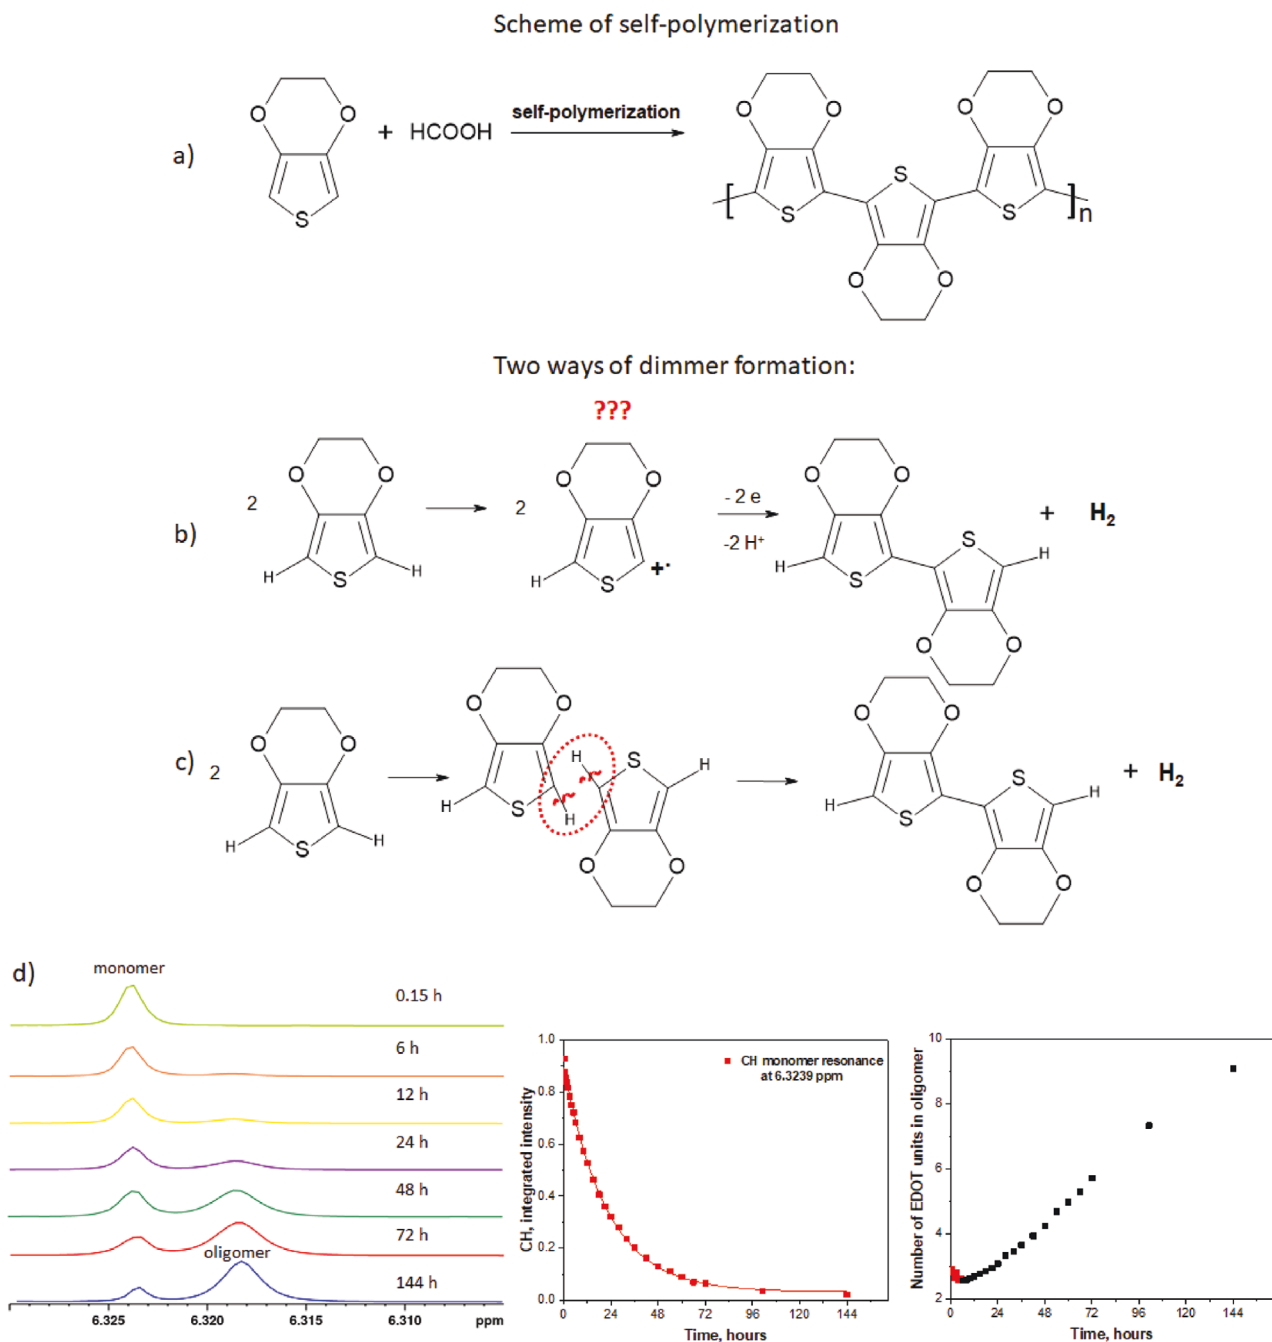 Scheme of self-polymerization
a)
O O
S
+ HCOOH
self-polymerization
O O O O
S S S
O O
[ ]n
Two ways of dimmer formation:
???
b)
2
O O
H S H
2
O O
H S +·
- 2 e
-2 H+
O O
H S
S H
O O
+ H2
c)
2
O O
H S H
O O
H S H
H S H
O O
O O
H S
S H
O O
+ H2
d)
monomer
0.15 h
6 h
12 h
24 h
48 h
72 h
oligomer
144 h
6.325 6.320 6.315 6.310 ppm
CH, integrated intensity
1.0
0.8
0.6
0.4
0.2
0.0
CH monomer resonance
at 6.3239 ppm
0 24 48 72 96 120 144
Time, hours
Number of EDOT units in oligomer
10
8
6
4
2
0 24 48 72 96 120 144
Time, hours